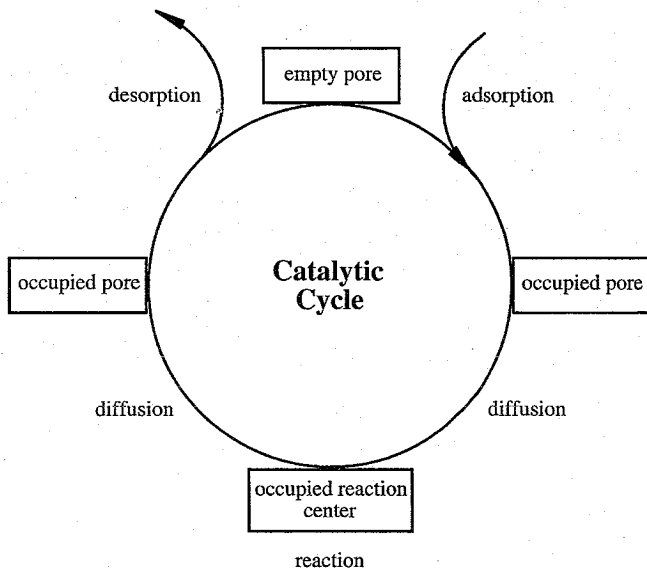 empty pore
desorption
adsorption
Catalytic
Cycle
occupied pore
occupied pore
diffusion
diffusion
occupied reaction
center
reaction